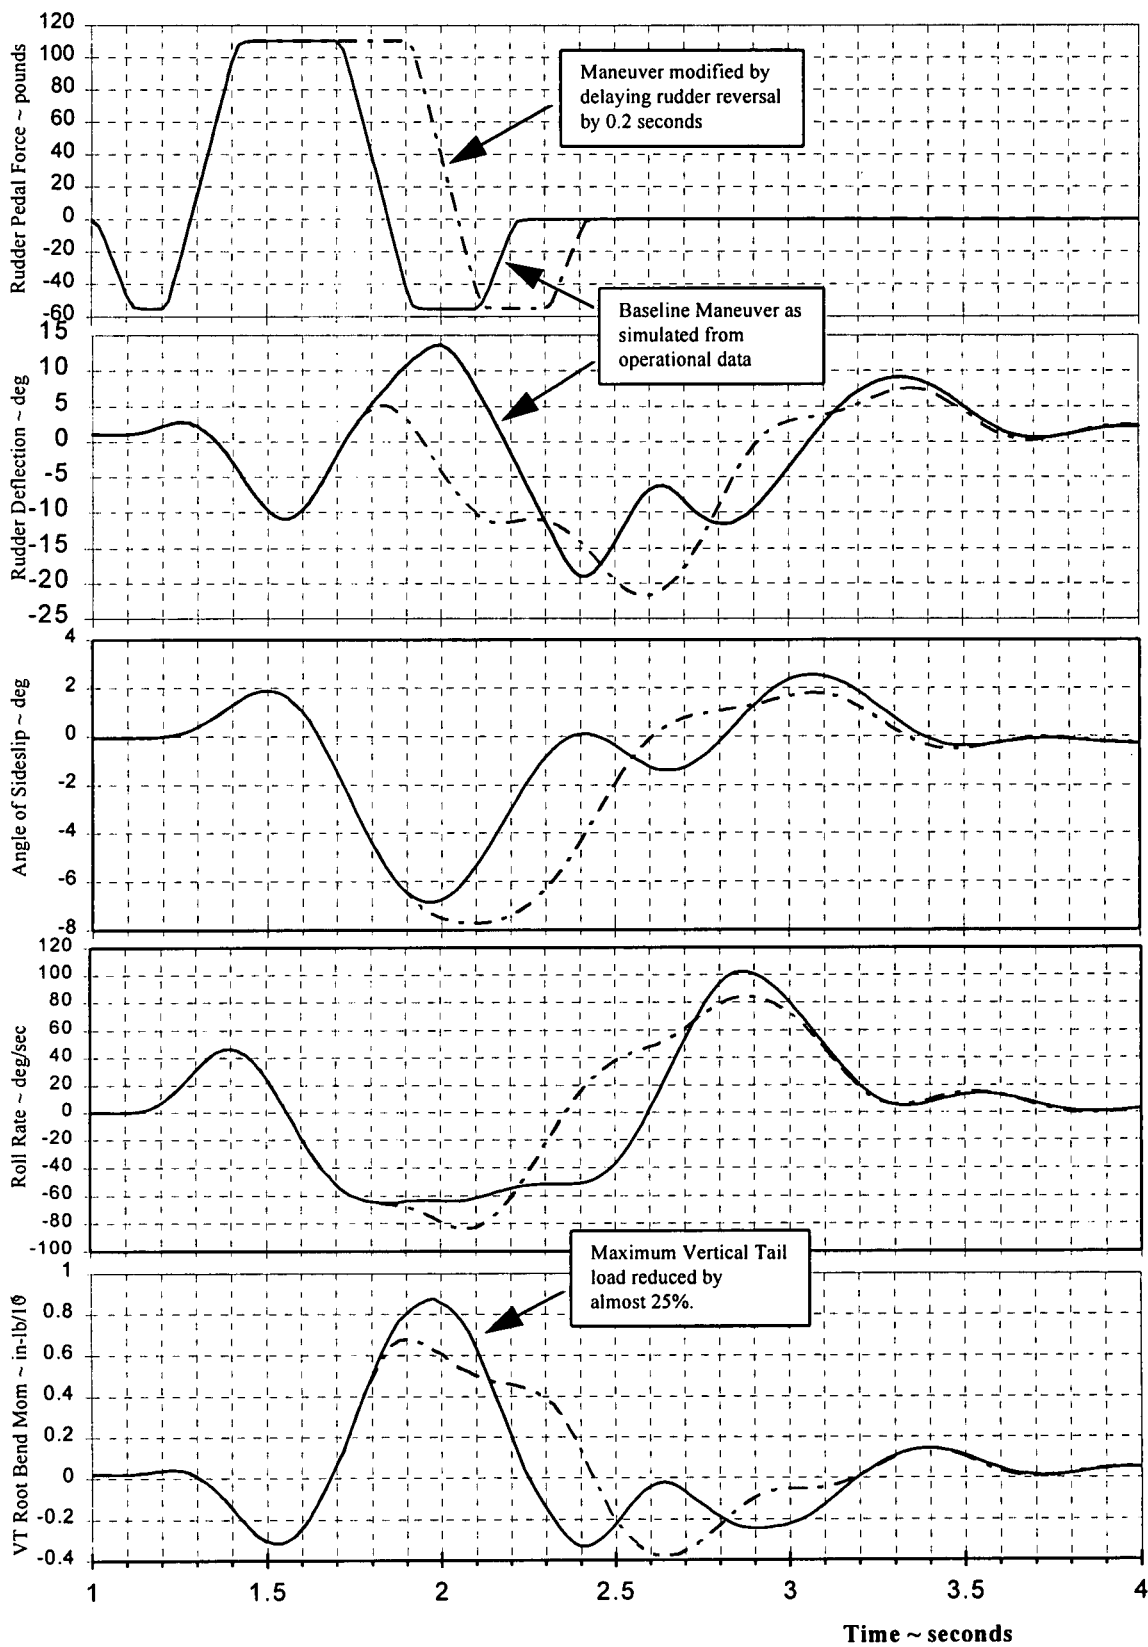 120
100
80
60
40
20
0
-20
-40
-60
Rudder Pedal Force ~ pounds
Maneuver modified by
delaying rudder reversal
by 0.2 seconds
Baseline Maneuver as
simulated from
operational data
15
10
5
0
-5
-10
-15
-20
-25
Rudder Deflection ~ deg
4
2
0
-2
-4
-6
-8
Angle of Sideslip ~ deg
120
100
80
60
40
20
0
-20
-40
-60
-80
-100
Roll Rate ~ deg/sec
Maximum Vertical Tail
load reduced by
almost 25%.
1
0.8
0.6
0.4
0.2
0
-0.2
-0.4
VT Root Bend Mom ~ in-lb/10
1 1.5 2 2.5 3 3.5 4
Time ~ seconds